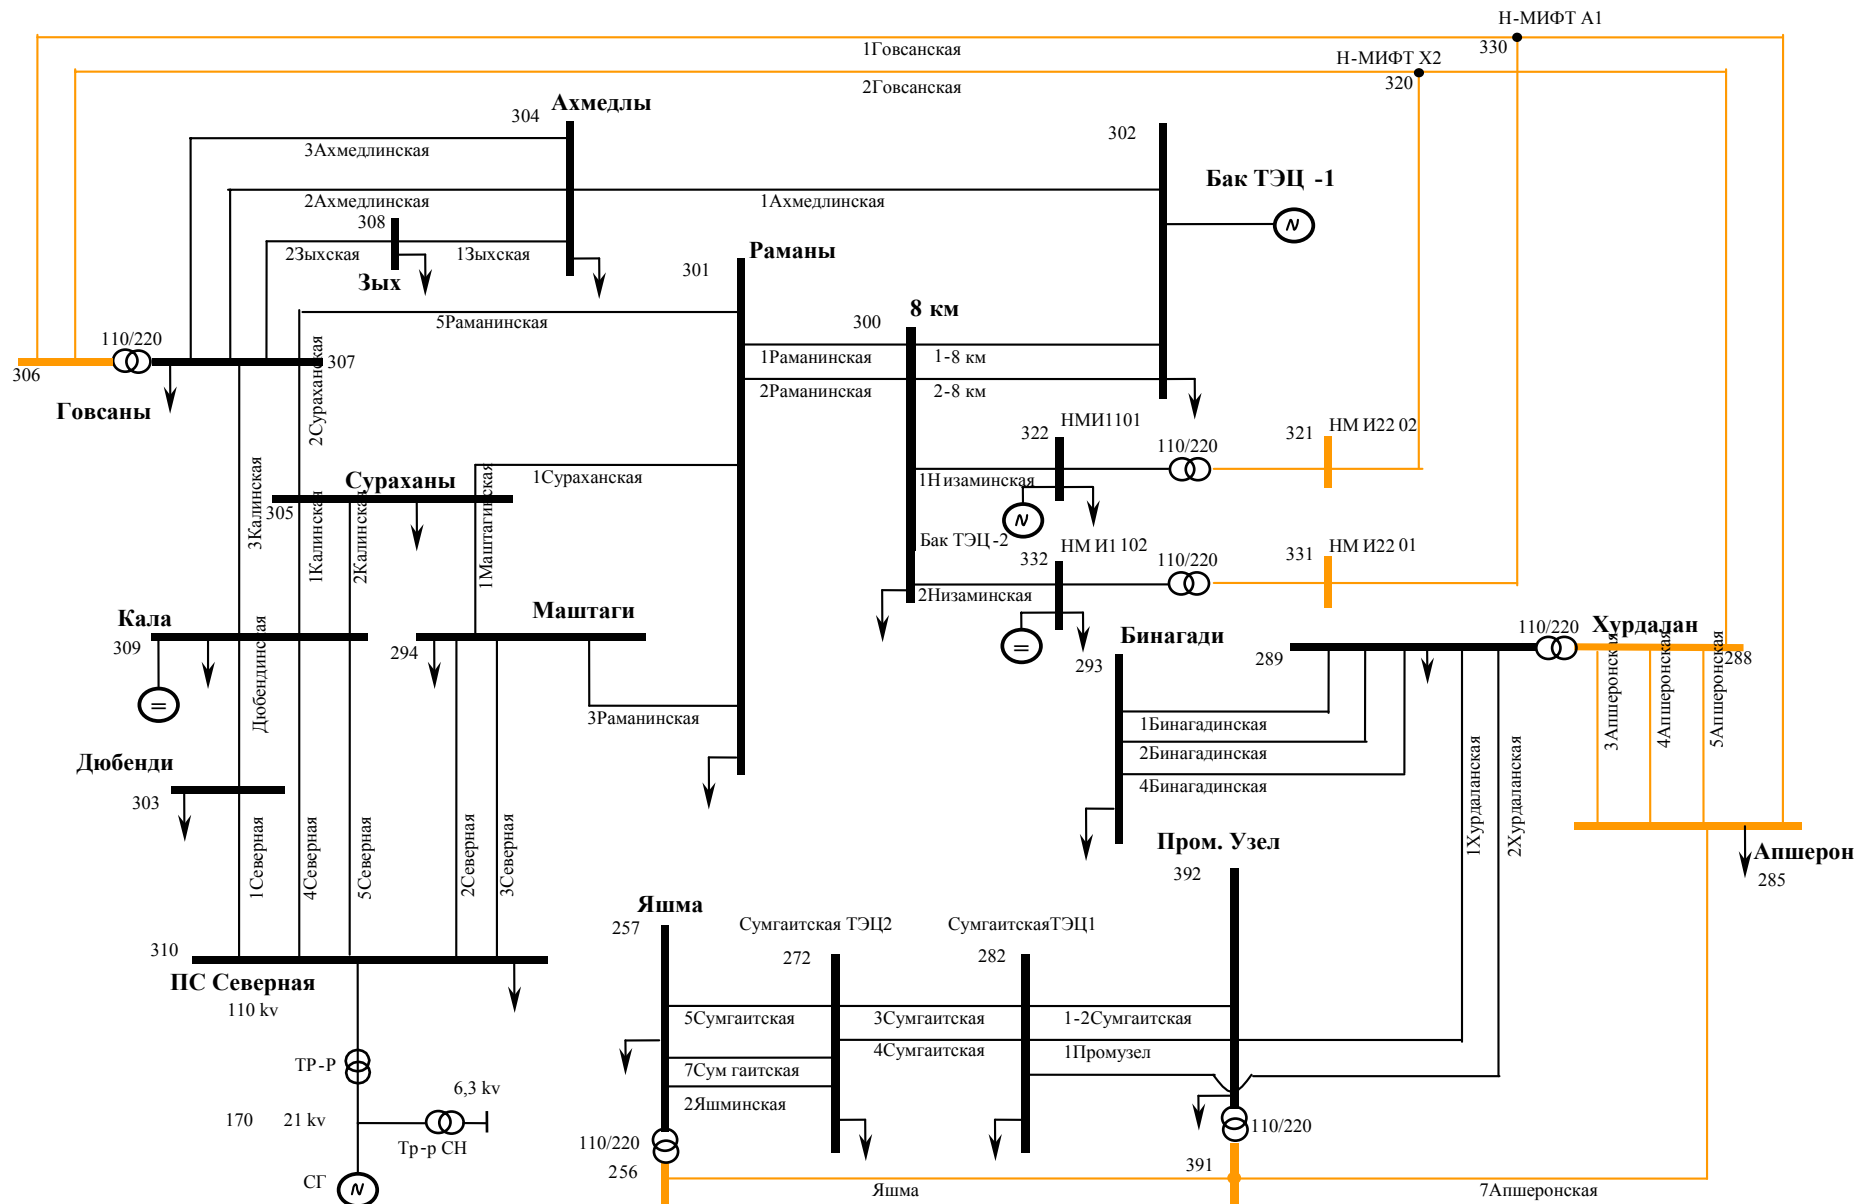 Н-МИФТ А1
1Говсанская
330
Н-МИФТ Х2
2Говсанская
320
Ахмедлы
304
302
3Ахмедлинская
Бак ТЭЦ -1
2Ахмедлинская
1Ахмедлинская
308
2Зыхская
1Зыхская
Раманы
301
Зых
8 км
300
5Раманинская
110/220
2Сураханская
306
307
1Раманинская
1-8 км
2Раманинская
2-8 км
Говсаны
НМИ1101
322
110/220
321
НМ И22 02
Сураханы
305
1Сураханская
1Низаминская
3Калинская
1Калинская
2Калинская
1Маштагинская
Бак ТЭЦ-2
332
НМ И1 102
110/220
331
НМ И22 01
2Низаминская
Кала
309
Маштаги
294
Бинагади
293
289
110/220
Хурдалан
288
Дюбендинская
3Раманинская
1Бинагадинская
2Бинагадинская
4Бинагадинская
3Апшеронская
4Апшеронская
5Апшеронская
1Хурдаланская
2Хурдаланская
Дюбенди
303
1Северная
4Северная
5Северная
2Северная
3Северная
Апшерон
285
Пром. Узел
392
Яшма
257
Сумгаитская ТЭЦ2
272
СумгаитскаяТЭЦ1
282
310
ПС Северная
110 kv
5Сумгаитская
3Сумгаитская
1-2Сумгаитская
4Сумгаитская
1Промузел
7Сум гаитская
2Яшминская
ТР-Р
6,3 kv
170
21 kv
Тр-р СН
110/220
256
110/220
391
СГ
Яшма
7Апшеронская